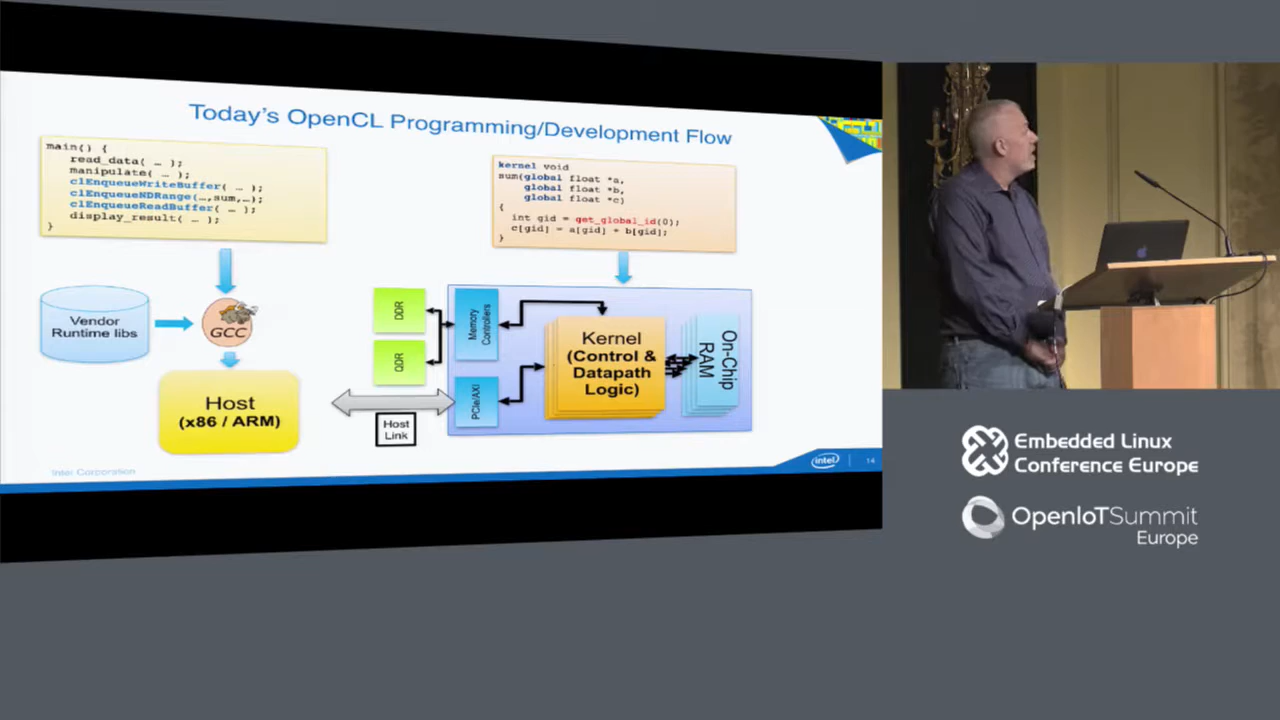 Today's OpenCL Programming/Development Flow
main() {
read_data( … );
manipulate( … );
clEnqueueWriteBuffer( … );
clEnqueueNDRange(…,sum,…);
clEnqueueReadBuffer( … );
display_result( … );
}
kernel void
sum(global float *a,
global float *b,
global float *c)
{
int gid = get_global_id(0);
c[gid] = a[gid] + b[gid];
}
Vendor
Runtime libs
GCC
Host
(x86 / ARM)
DDR
QDR
Memory
Controllers
PCIe/AXI
Host
Link
Kernel
(Control &
Datapath
Logic)
On-Chip
RAM
Intel Corporation
intel
14
Embedded Linux
Conference Europe
OpenIoTSummit
Europe